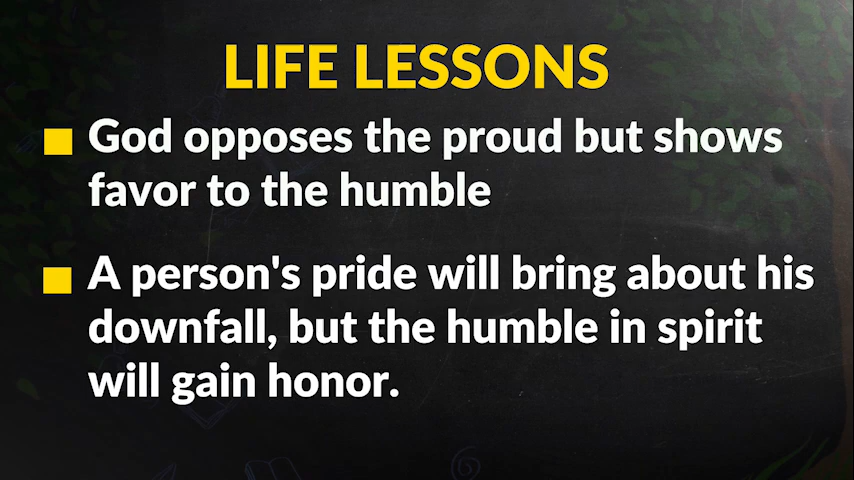 LIFE LESSONS
God opposes the proud but shows
favor to the humble
A person's pride will bring about his
downfall, but the humble in spirit
will gain honor.